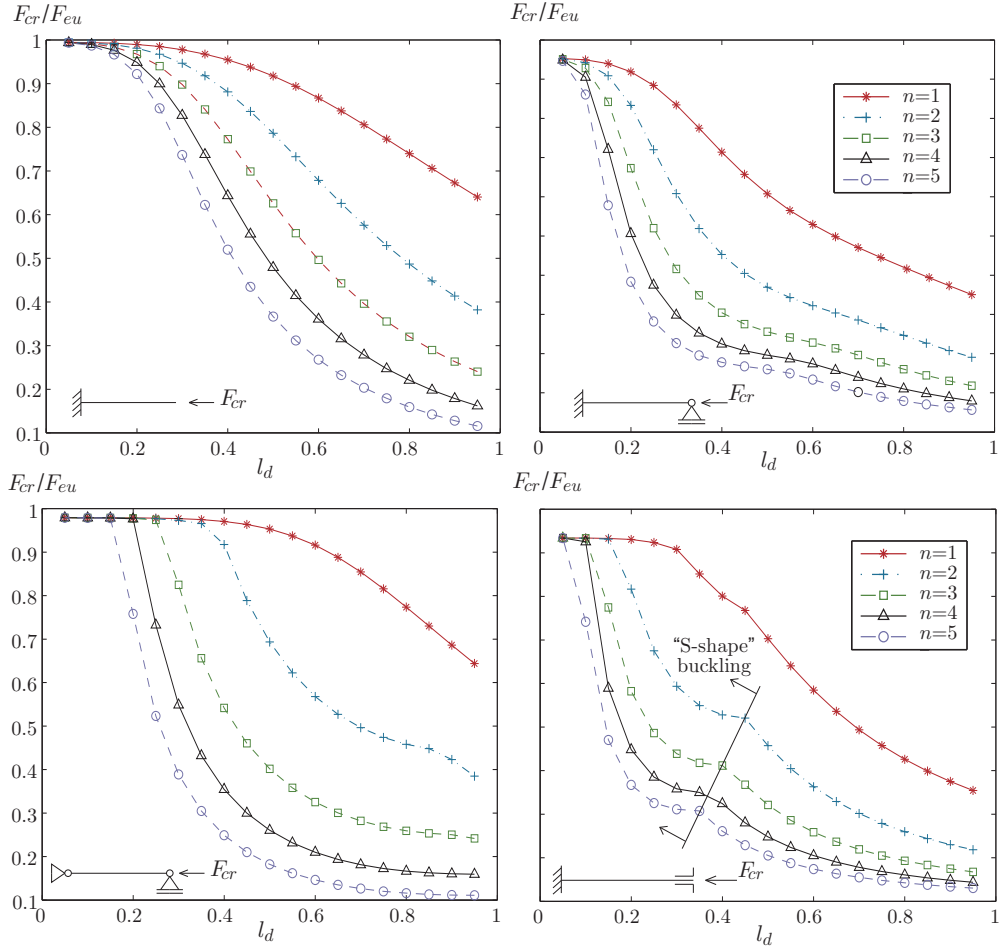 F_cr/F_eu
1
0.9
0.8
0.7
0.6
0.5
0.4
0.3
0.2
0.1
F_cr
0 0.2 0.4 0.6 0.8 1
l_d
F_cr/F_eu
n=1
n=2
n=3
n=4
n=5
F_cr
0 0.2 0.4 0.6 0.8 1
l_d
F_cr/F_eu
1
0.9
0.8
0.7
0.6
0.5
0.4
0.3
0.2
0.1
F_cr
0 0.2 0.4 0.6 0.8 1
l_d
F_cr/F_eu
n=1
n=2
n=3
n=4
n=5
“S-shape”
buckling
F_cr
0 0.2 0.4 0.6 0.8 1
l_d